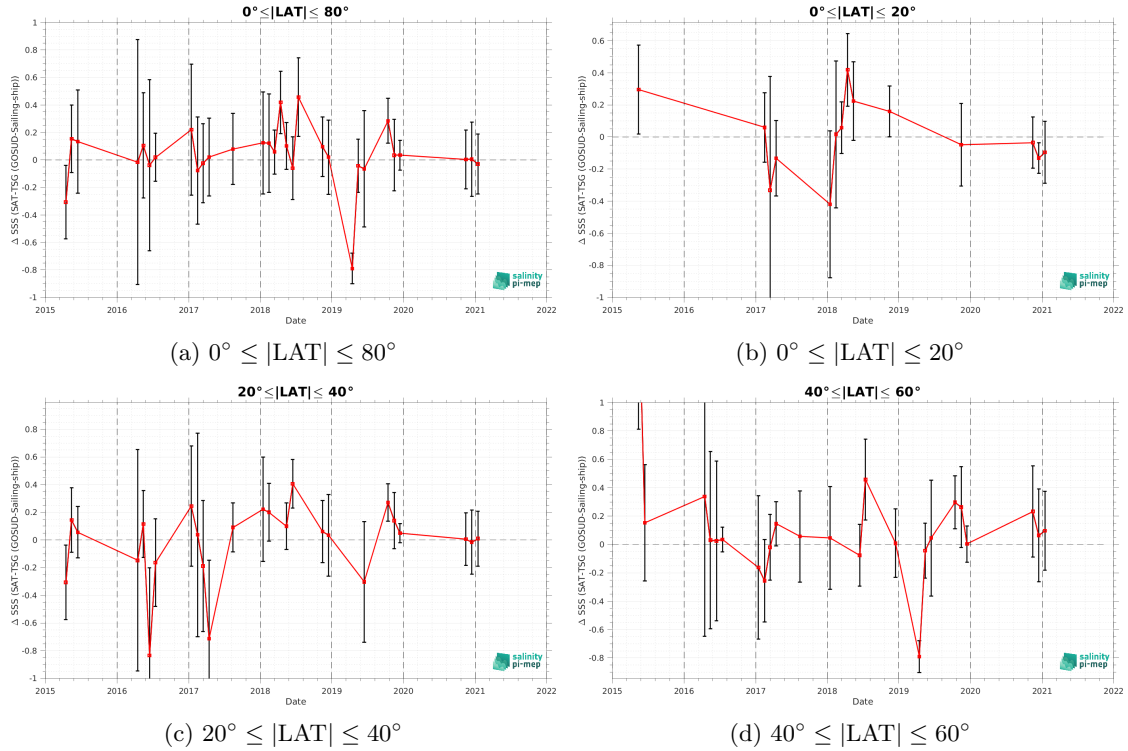 0°≤|LAT|≤ 80°
1
0.8
0.6
0.4
0.2
0
-0.2
-0.4
-0.6
-0.8
-1
Δ SSS (SAT-TSG (GOSUD-Sailing-ship))
2015 2016 2017 2018 2019 2020 2021 2022
Date
salinity
pi-mep
(a) 0° ≤ |LAT| ≤ 80°
0°≤|LAT|≤ 20°
0.6
0.4
0.2
0
-0.2
-0.4
-0.6
-0.8
-1
Δ SSS (SAT-TSG (GOSUD-Sailing-ship))
2015 2016 2017 2018 2019 2020 2021 2022
Date
salinity
pi-mep
(b) 0° ≤ |LAT| ≤ 20°
20°≤|LAT|≤ 40°
0.8
0.6
0.4
0.2
0
-0.2
-0.4
-0.6
-0.8
-1
Δ SSS (SAT-TSG (GOSUD-Sailing-ship))
2015 2016 2017 2018 2019 2020 2021 2022
Date
salinity
pi-mep
(c) 20° ≤ |LAT| ≤ 40°
40°≤|LAT|≤ 60°
1
0.8
0.6
0.4
0.2
0
-0.2
-0.4
-0.6
-0.8
Δ SSS (SAT-TSG (GOSUD-Sailing-ship))
2015 2016 2017 2018 2019 2020 2021 2022
Date
salinity
pi-mep
(d) 40° ≤ |LAT| ≤ 60°